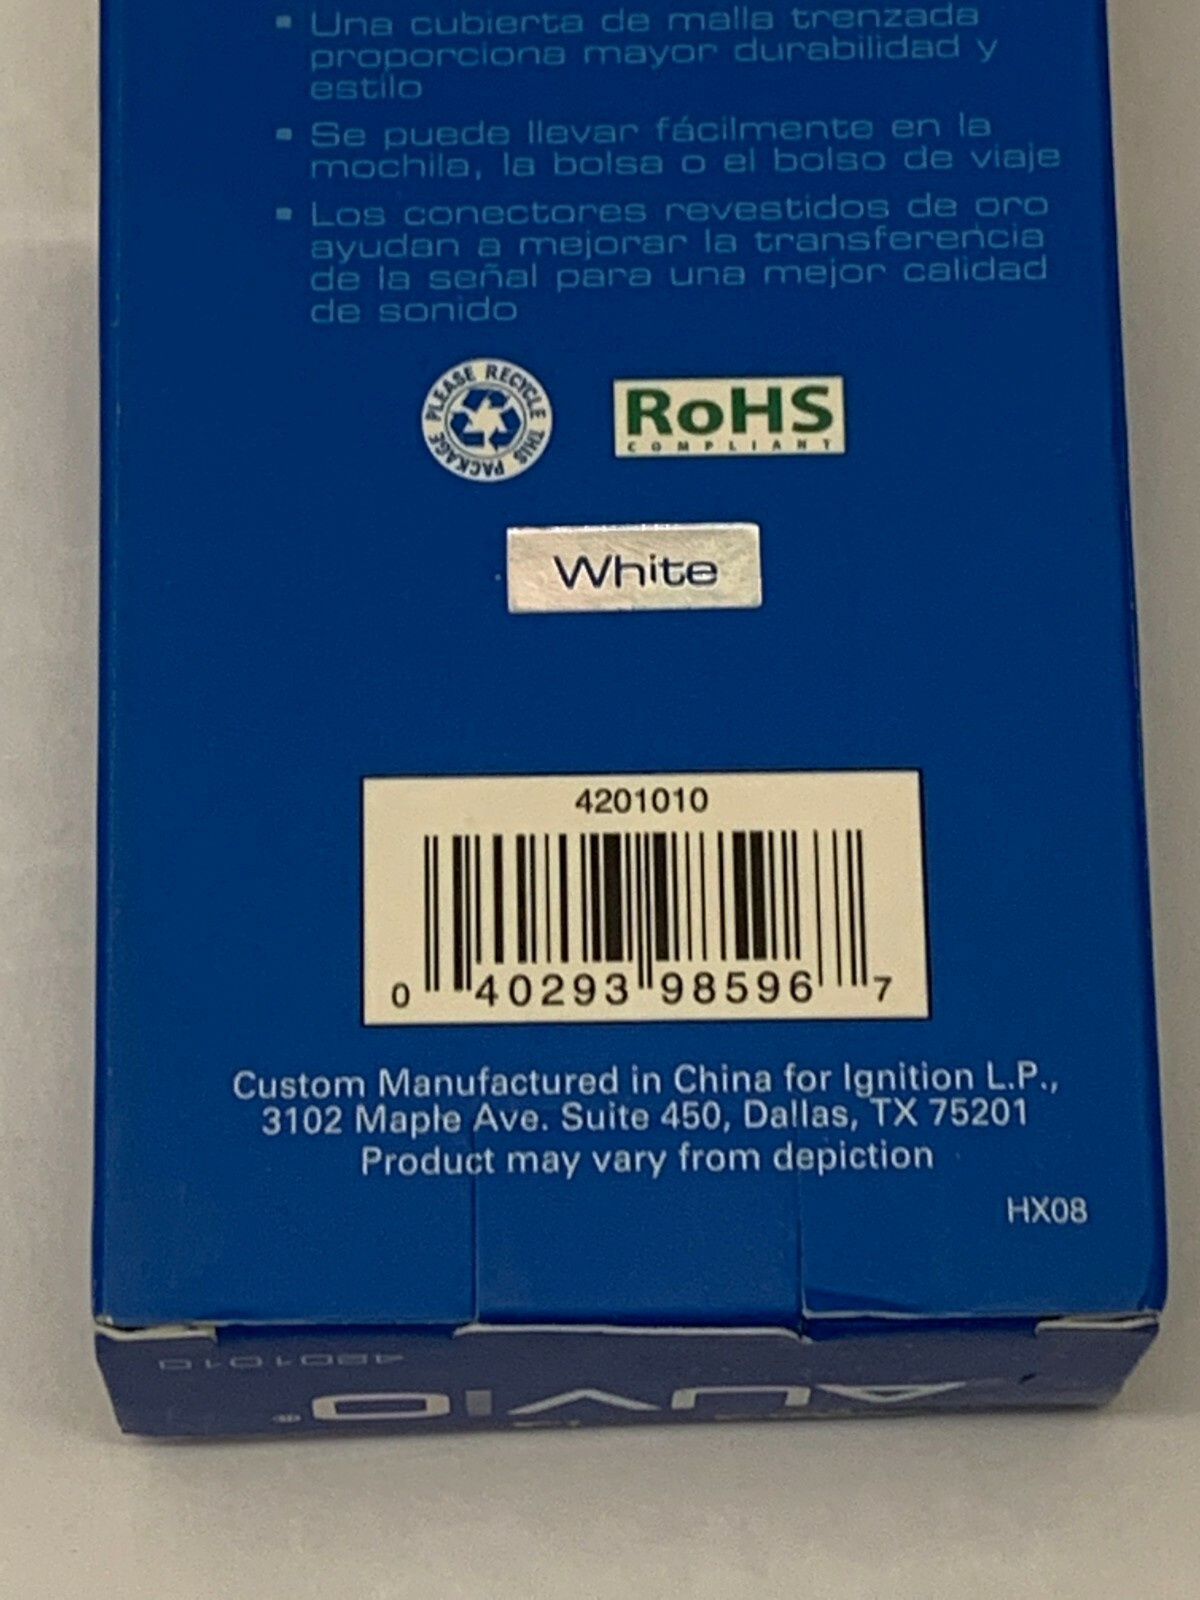 ▪ Una cubierta de malla trenzada
proporciona mayor durabilidad y
estilo
▪ Se puede llevar fácilmente en la
mochila, la bolsa o el bolso de viaje
▪ Los conectores revestidos de oro
ayudan a mejorar la transferencia
de la señal para una mejor calidad
de sonido
PLEASE RECYCLE THIS PACKAGE
RoHS
COMPLIANT
White
4201010
0 40293 98596 7
Custom Manufactured in China for Ignition L.P.,
3102 Maple Ave. Suite 450, Dallas, TX 75201
Product may vary from depiction
HX08
4201010
AUVIO®